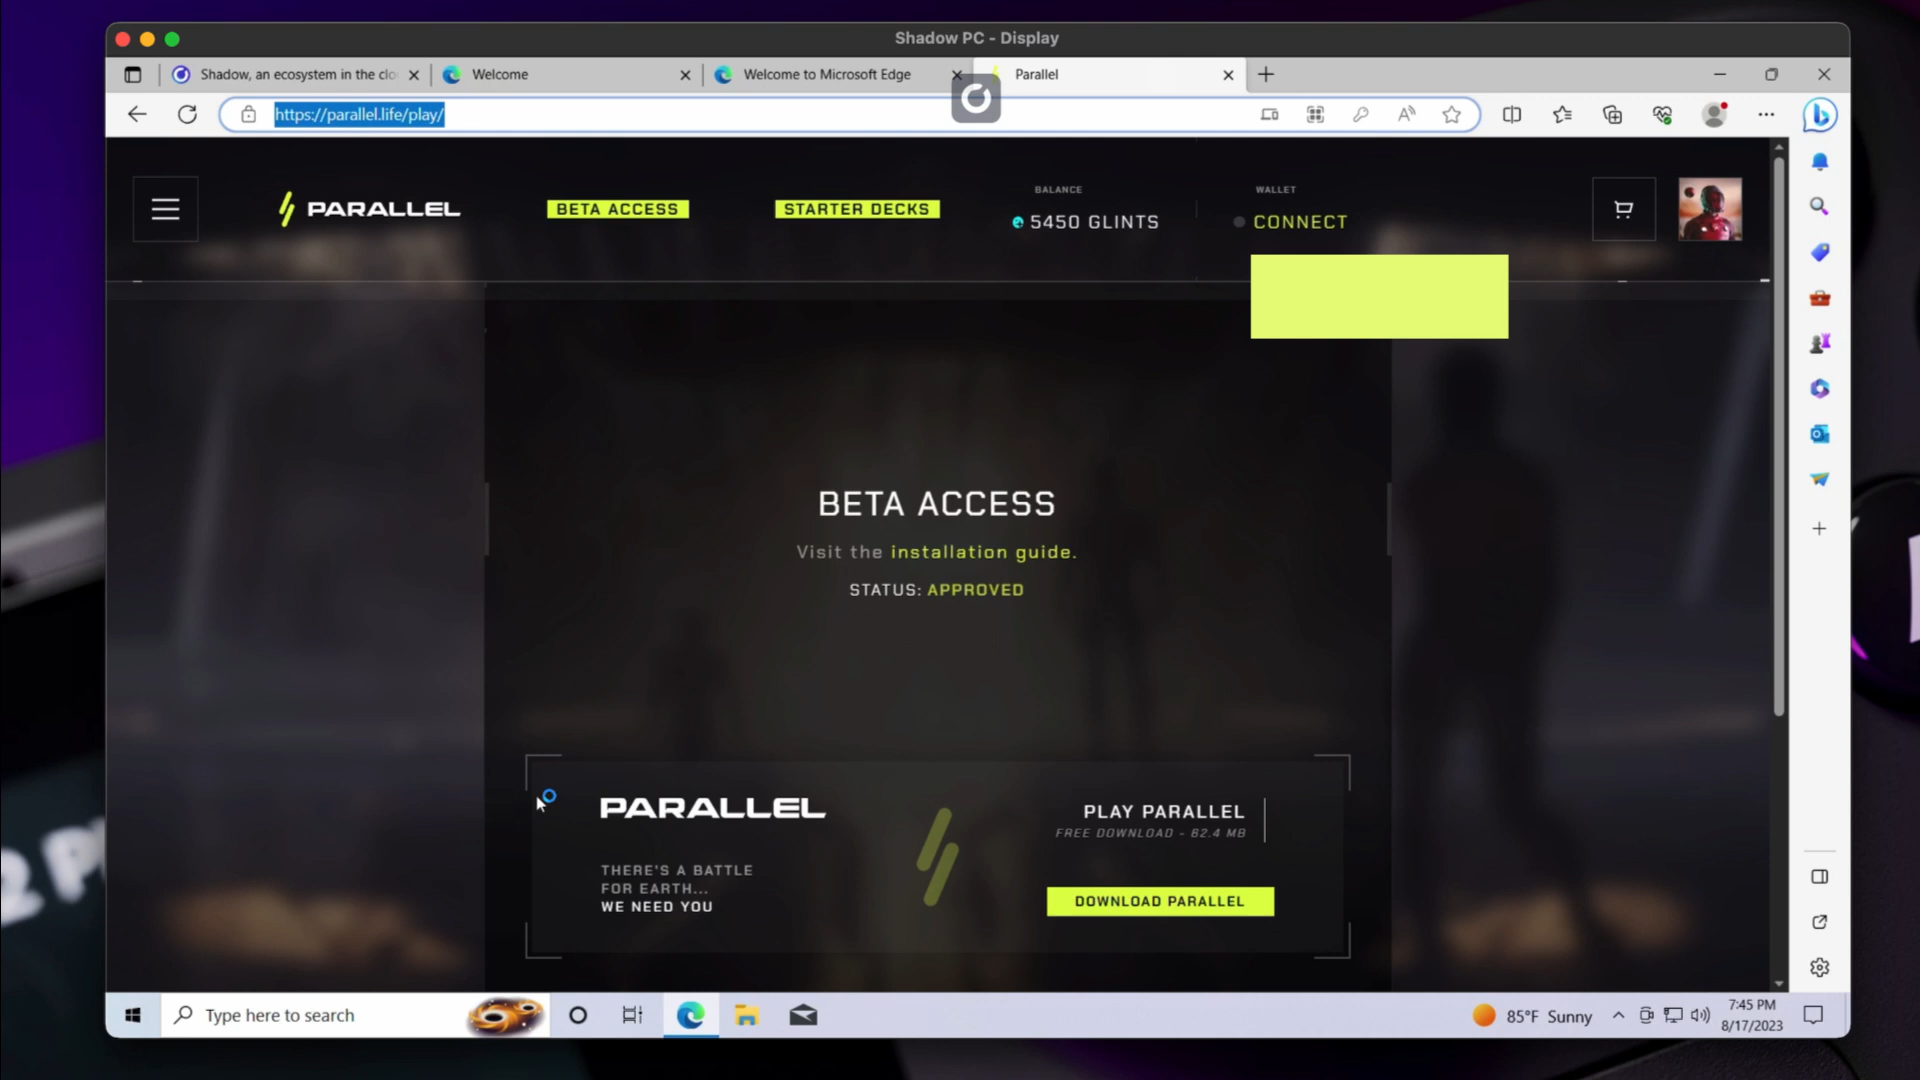 Shadow PC - Display
Shadow, an ecosystem in the clo
Welcome
Welcome to Microsoft Edge
Parallel
https://parallel.life/play/
PARALLEL
BETA ACCESS
STARTER DECKS
BALANCE
5450 GLINTS
WALLET
CONNECT
BETA ACCESS
Visit the installation guide.
STATUS: APPROVED
PARALLEL
THERE'S A BATTLE
FOR EARTH...
WE NEED YOU
PLAY PARALLEL
FREE DOWNLOAD - 62.4 MB
DOWNLOAD PARALLEL
Type here to search
85°F Sunny
7:45 PM
8/17/2023